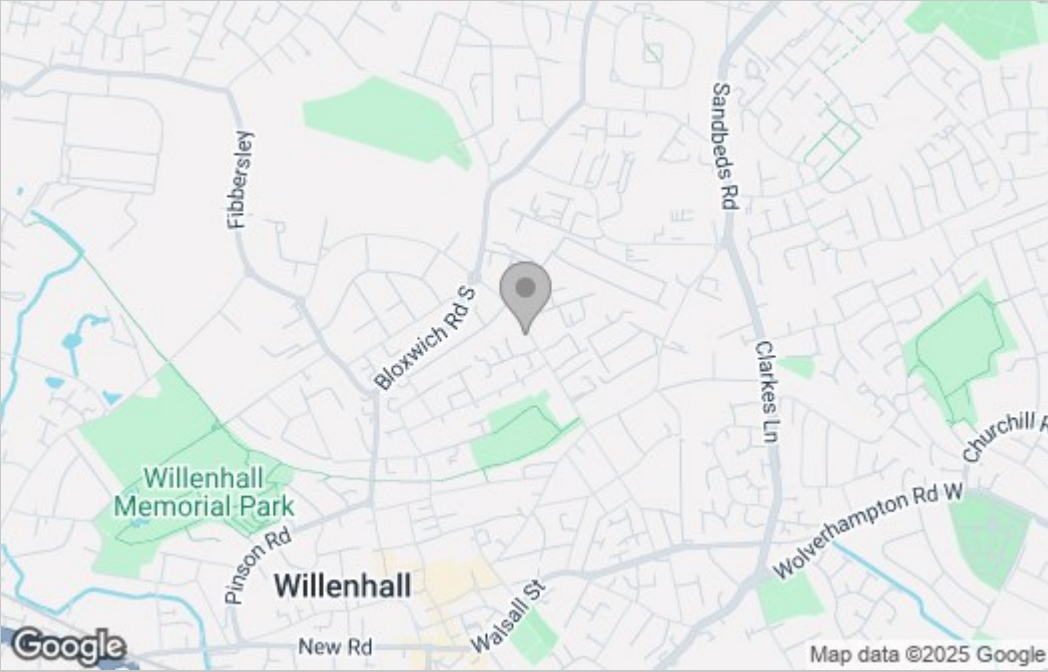 Sandbeds Rd
Fibbersley
Bloxwich Rd S
Clarkes Ln
Churchill R
Willenhall
Memorial Park
Wolverhampton Rd W
Pinson Rd
Willenhall
Walsall St
New Rd
Google
Map data ©2025 Google